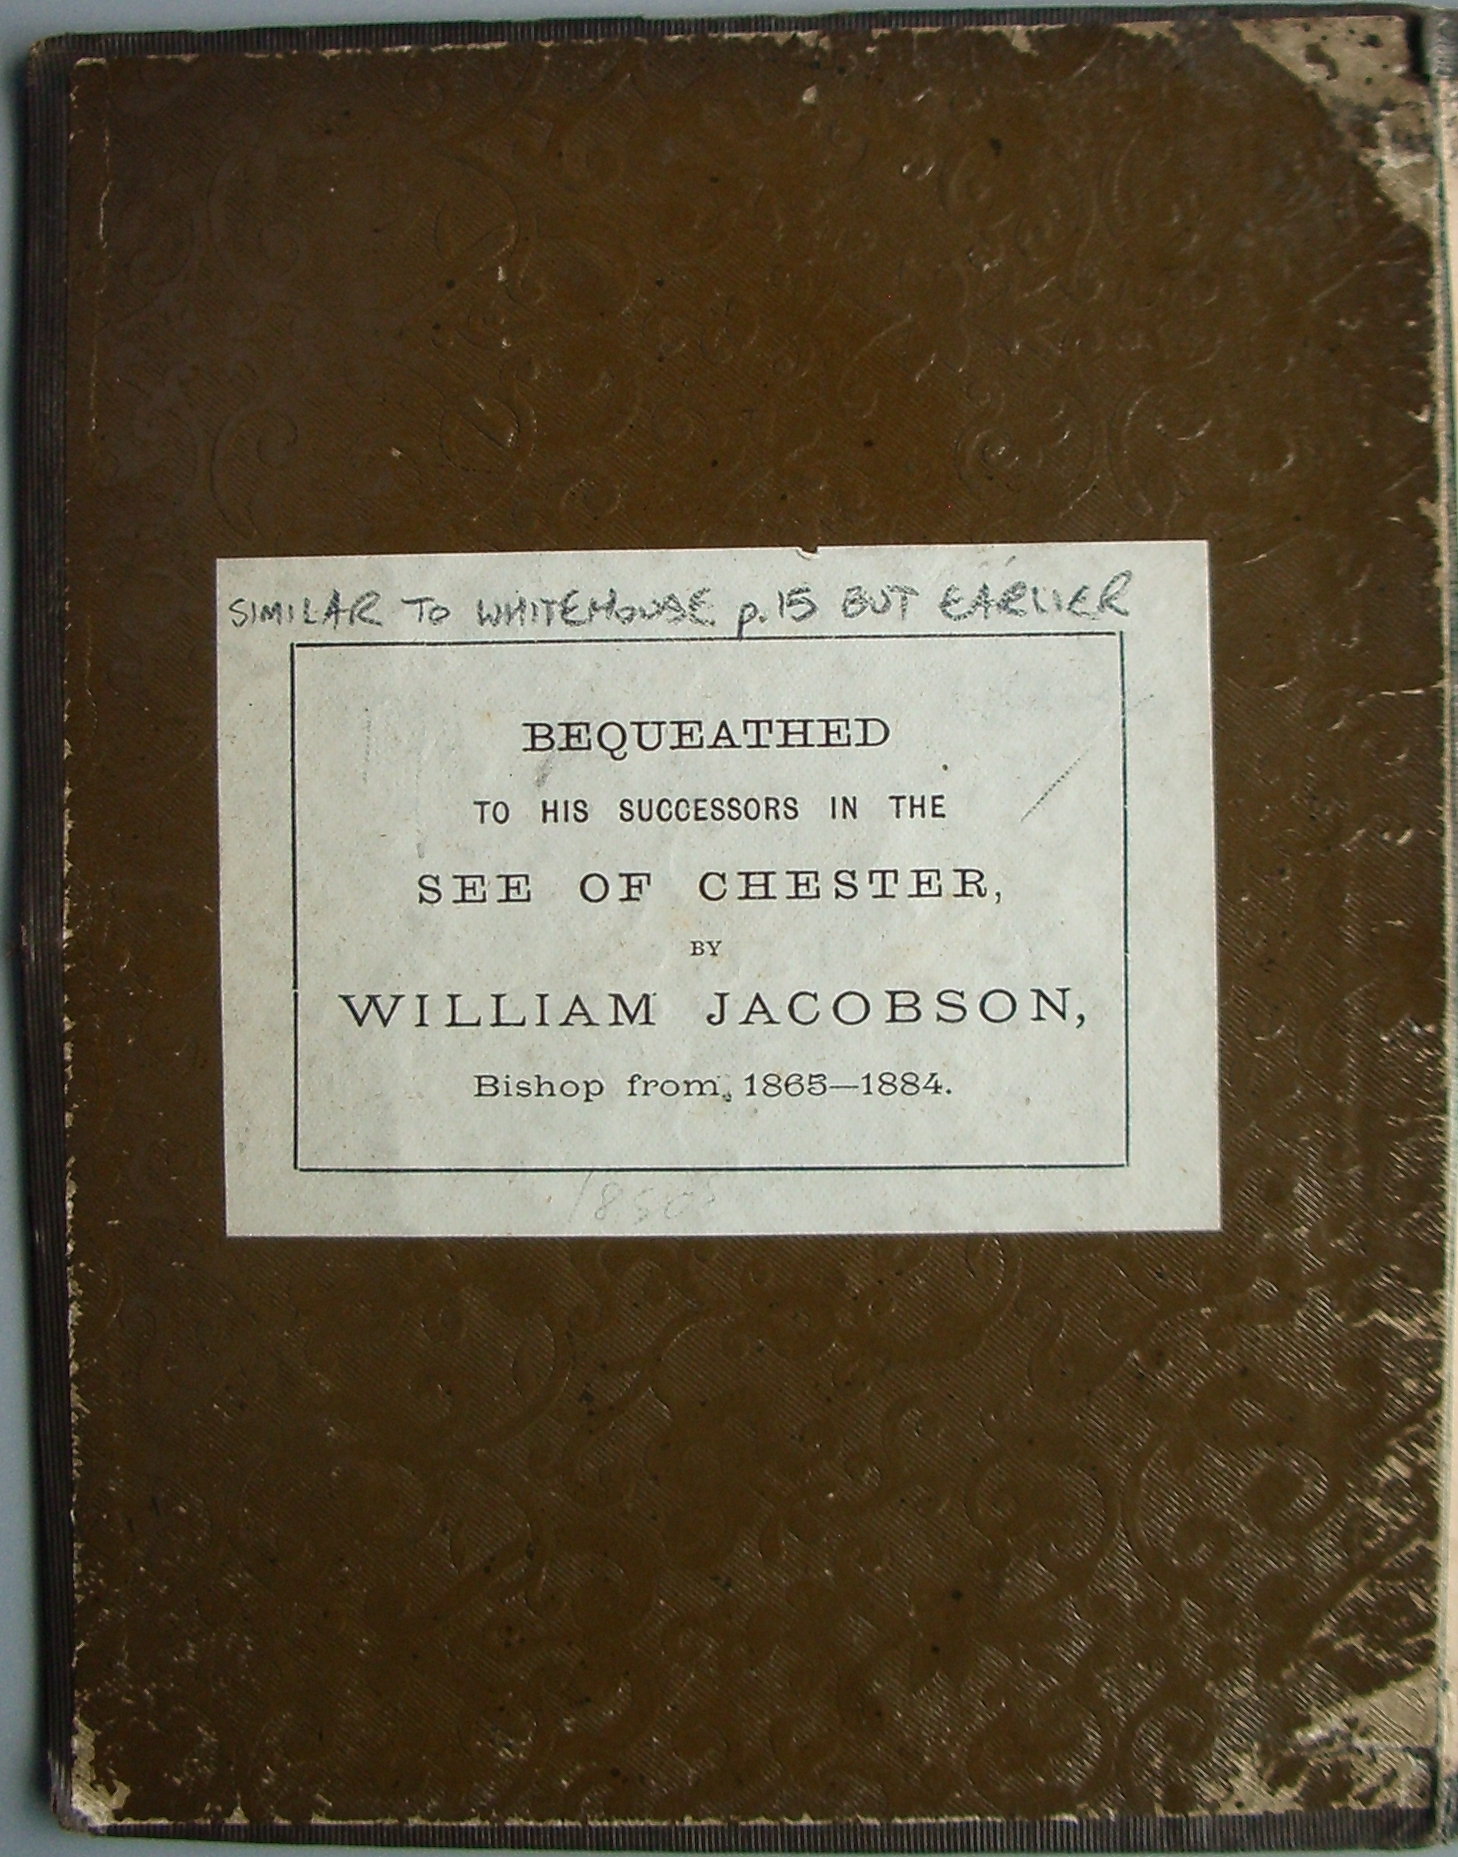 SIMILAR TO WHITEHOUSE p.15 BUT EARLIER
BEQUEATHED
TO HIS SUCCESSORS IN THE
SEE OF CHESTER,
BY
WILLIAM JACOBSON,
Bishop from, 1865—1884.
1850s